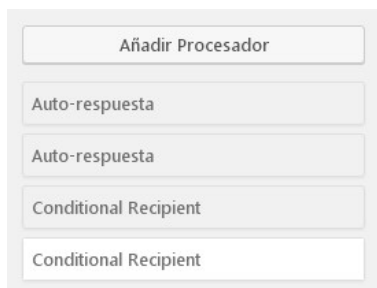 Añadir Procesador
Auto-respuesta
Auto-respuesta
Conditional Recipient
Conditional Recipient